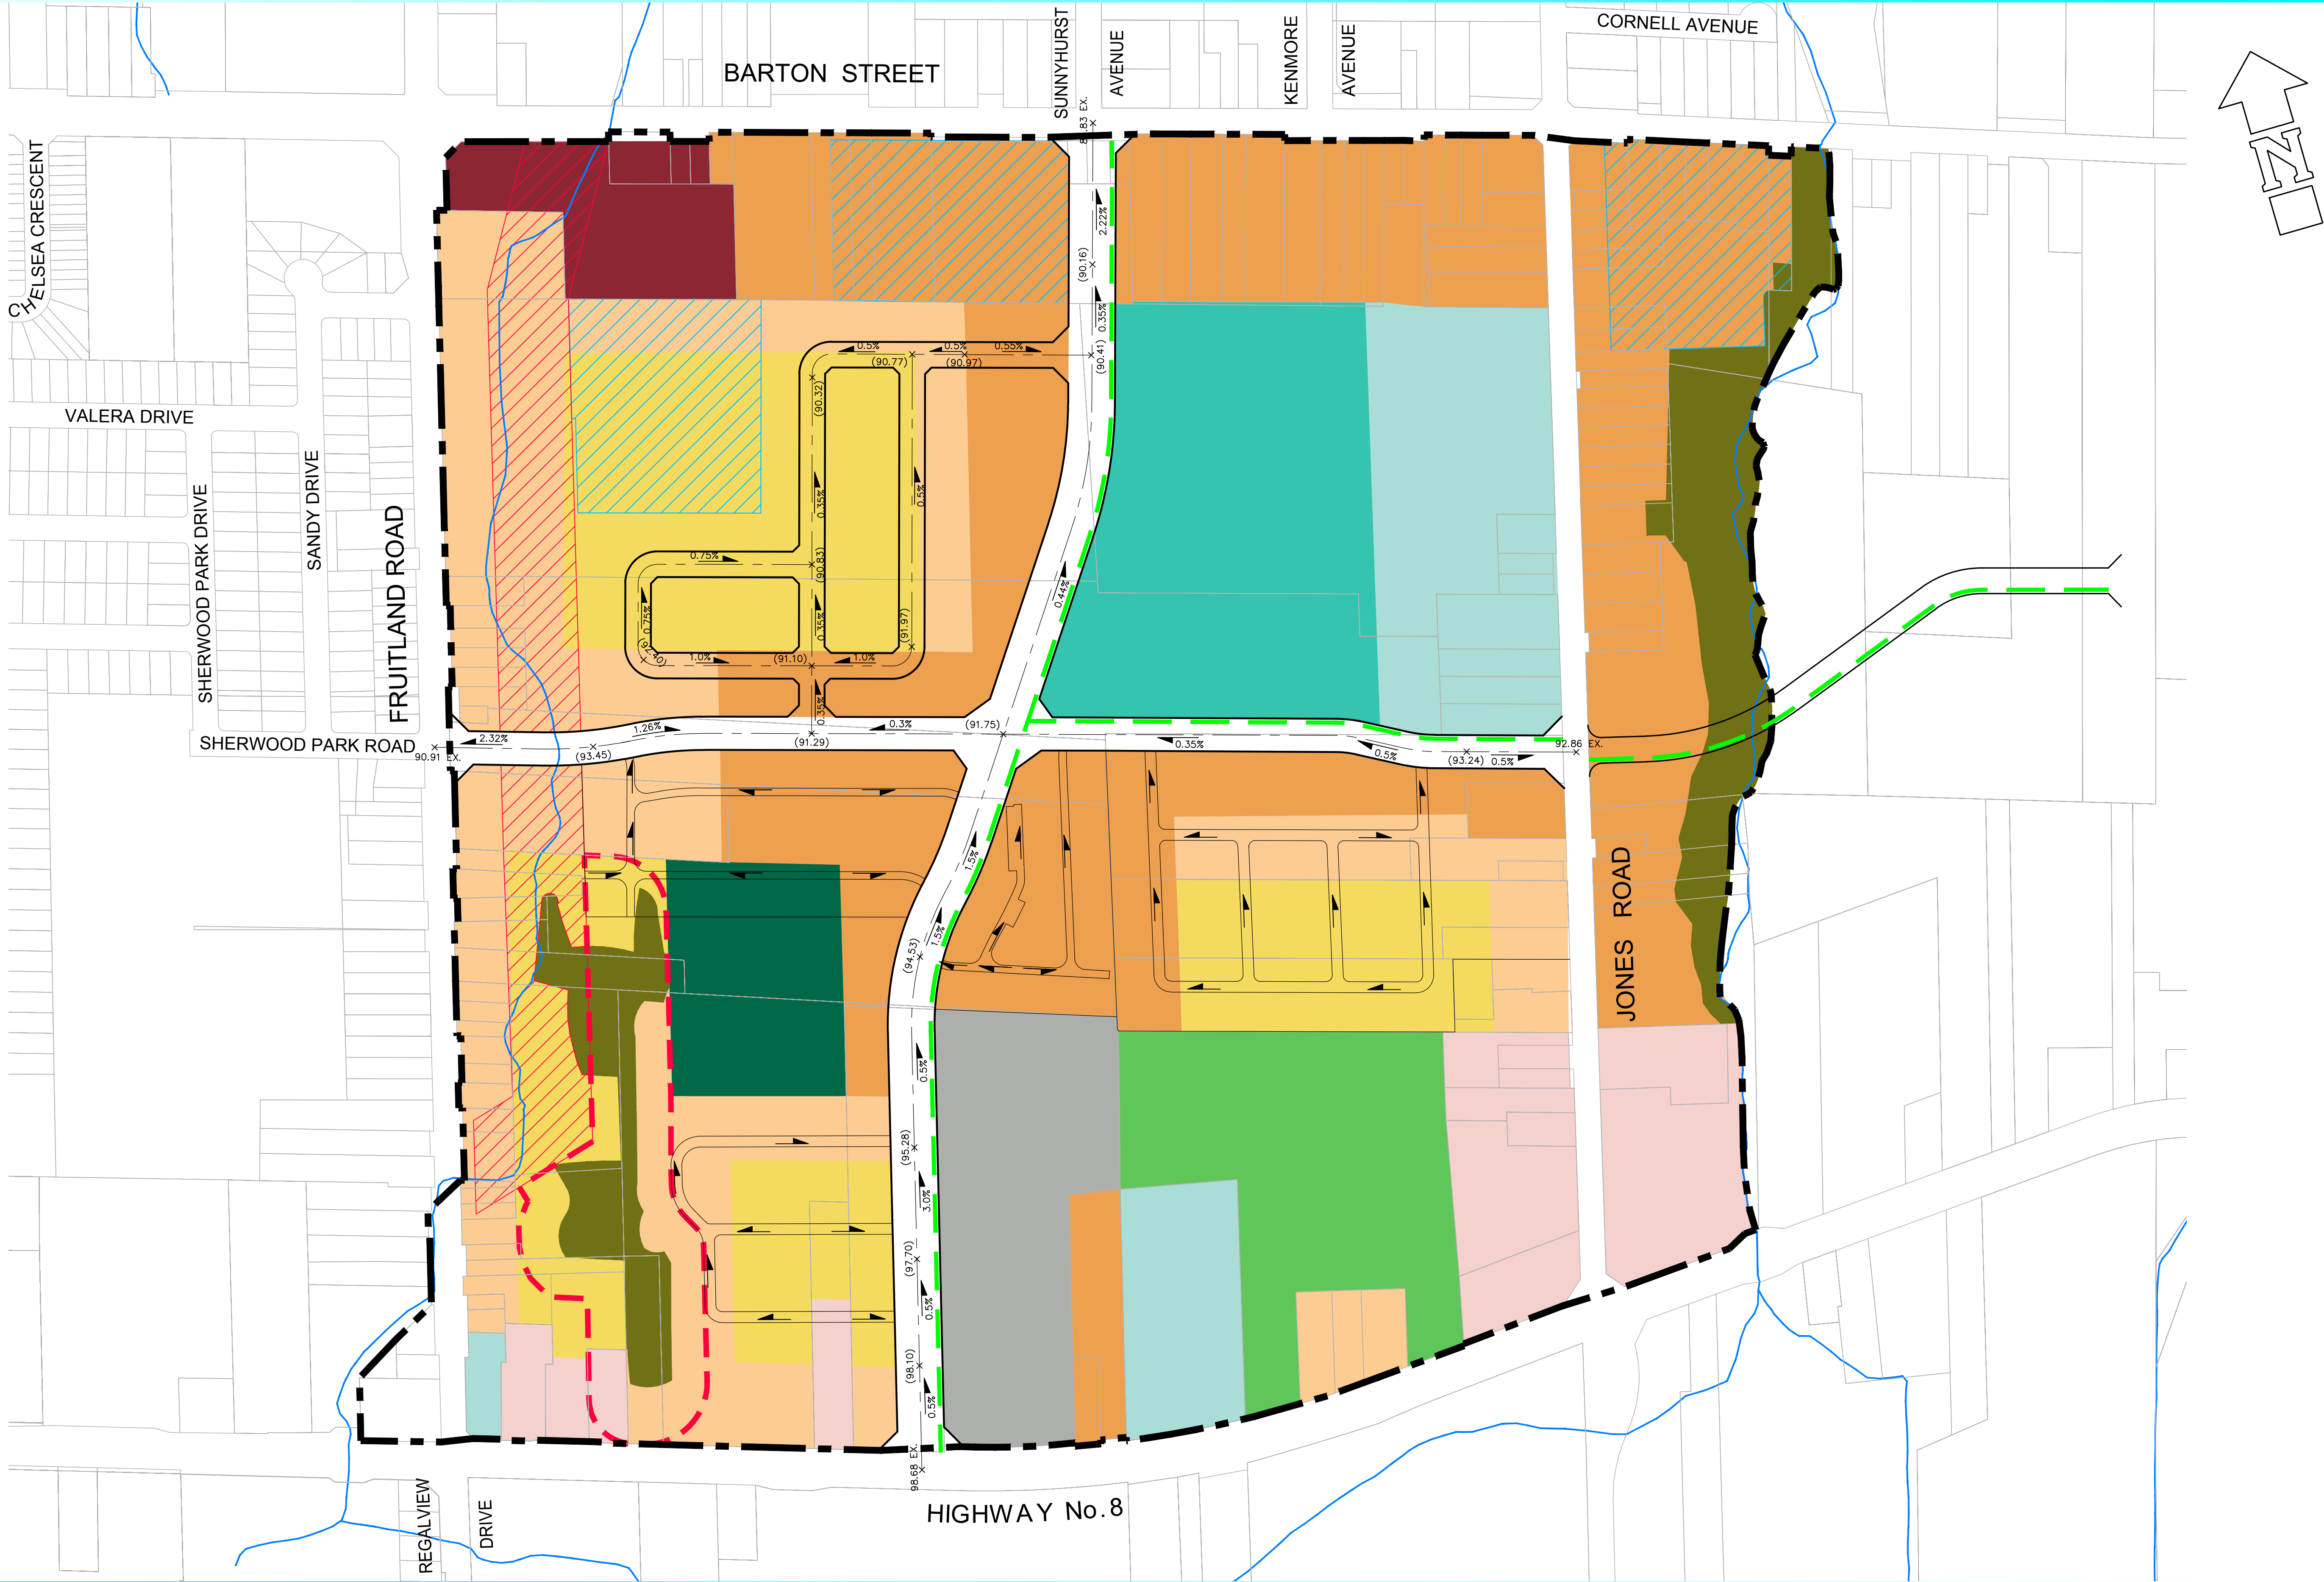 CORNELL AVENUE
BARTON STREET
SUNNYHURST
AVENUE
KENMORE
AVENUE
N
CHELSEA CRESCENT
VALERA DRIVE
SHERWOOD PARK DRIVE
SANDY DRIVE
FRUITLAND ROAD
SHERWOOD PARK ROAD
JONES ROAD
REGALVIEW
DRIVE
HIGHWAY No. 8
2.22%
(90.16)
0.35%
(90.41)
0.5%
(90.77)
0.5%
(90.97)
0.55%
(90.32)
0.35%
0.5%
0.75%
(90.83)
0.75%
0.35%
(91.97)
(92.40)
1.0%
(91.10)
1.0%
0.35%
0.44%
90.91 EX.
2.32%
(93.45)
1.26%
(91.29)
0.3%
(91.75)
0.35%
0.5%
(93.24)
0.5%
92.86 EX.
1.5%
1.5%
(94.53)
0.5%
(95.28)
3.0%
(97.70)
0.5%
(98.10)
0.5%
98.68 EX.